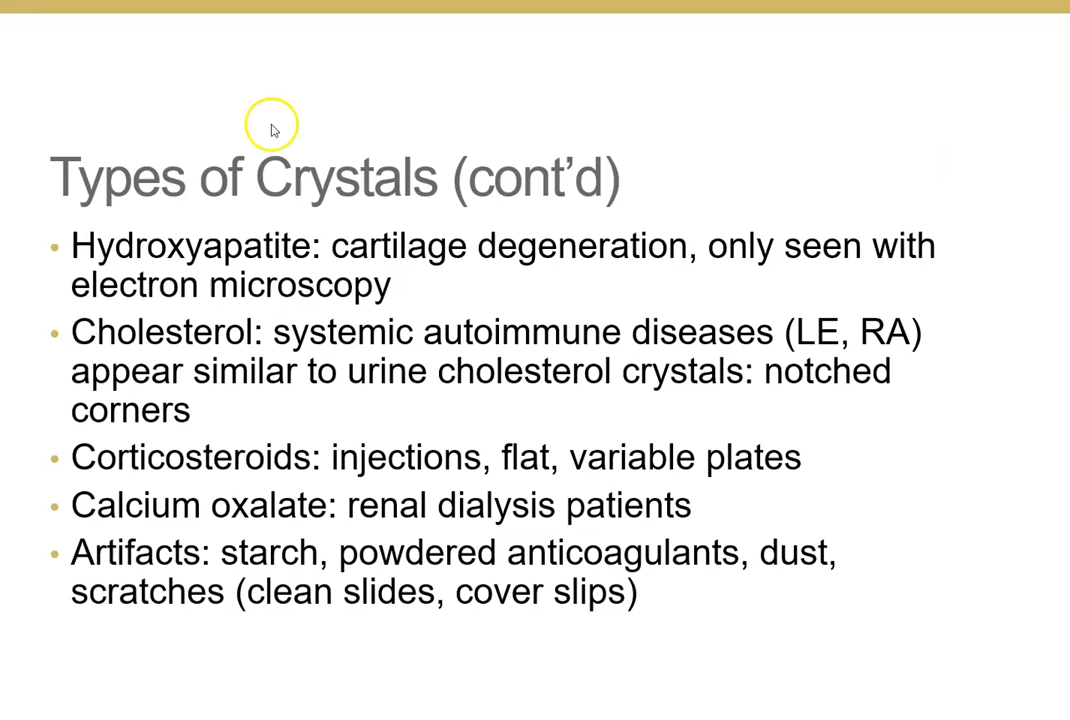 Types of Crystals (cont’d)
• Hydroxyapatite: cartilage degeneration, only seen with
electron microscopy
• Cholesterol: systemic autoimmune diseases (LE, RA)
appear similar to urine cholesterol crystals: notched
corners
• Corticosteroids: injections, flat, variable plates
• Calcium oxalate: renal dialysis patients
• Artifacts: starch, powdered anticoagulants, dust,
scratches (clean slides, cover slips)